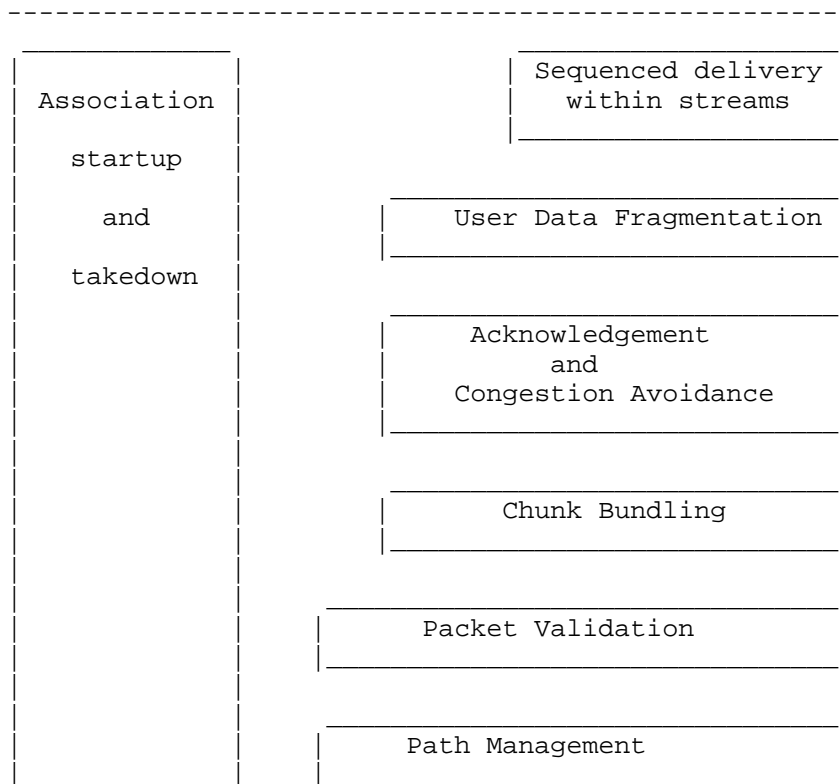 Sequenced delivery
Association within streams
startup
and User Data Fragmentation
takedown
Acknowledgement
and
Congestion Avoidance
Chunk Bundling
Packet Validation
Path Management